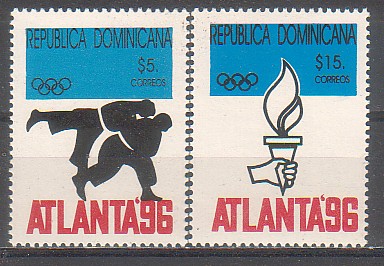 REPUBLICA DOMINICANA
$5.
CORREOS
ATLANTA'96
REPUBLICA DOMINICANA
$15.
CORREOS
ATLANTA'96